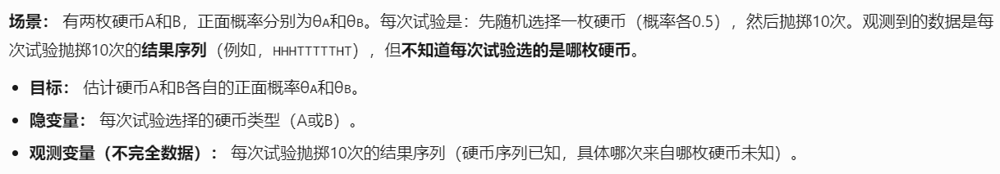 场景： 有两枚硬币A和B，正面概率分别为θA和θB。每次试验是：先随机选择一枚硬币（概率各0.5），然后抛掷10次。观测到的数据是每
次试验抛掷10次的结果序列（例如，HHHTTTTTHT），但不知道每次试验选的是哪枚硬币。
• 目标： 估计硬币A和B各自的正面概率θA和θB。
• 隐变量： 每次试验选择的硬币类型（A或B）。
• 观测变量（不完全数据）： 每次试验抛掷10次的结果序列（硬币序列已知，具体哪次来自哪枚硬币未知）。